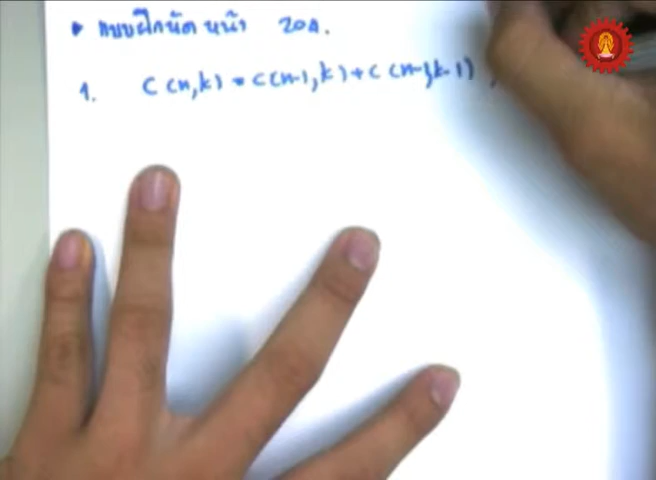 ▸ แบบฝึกหัด หน้า 204.
1. C(n,k) = C(n-1,k) + C(n-1,k-1) ,